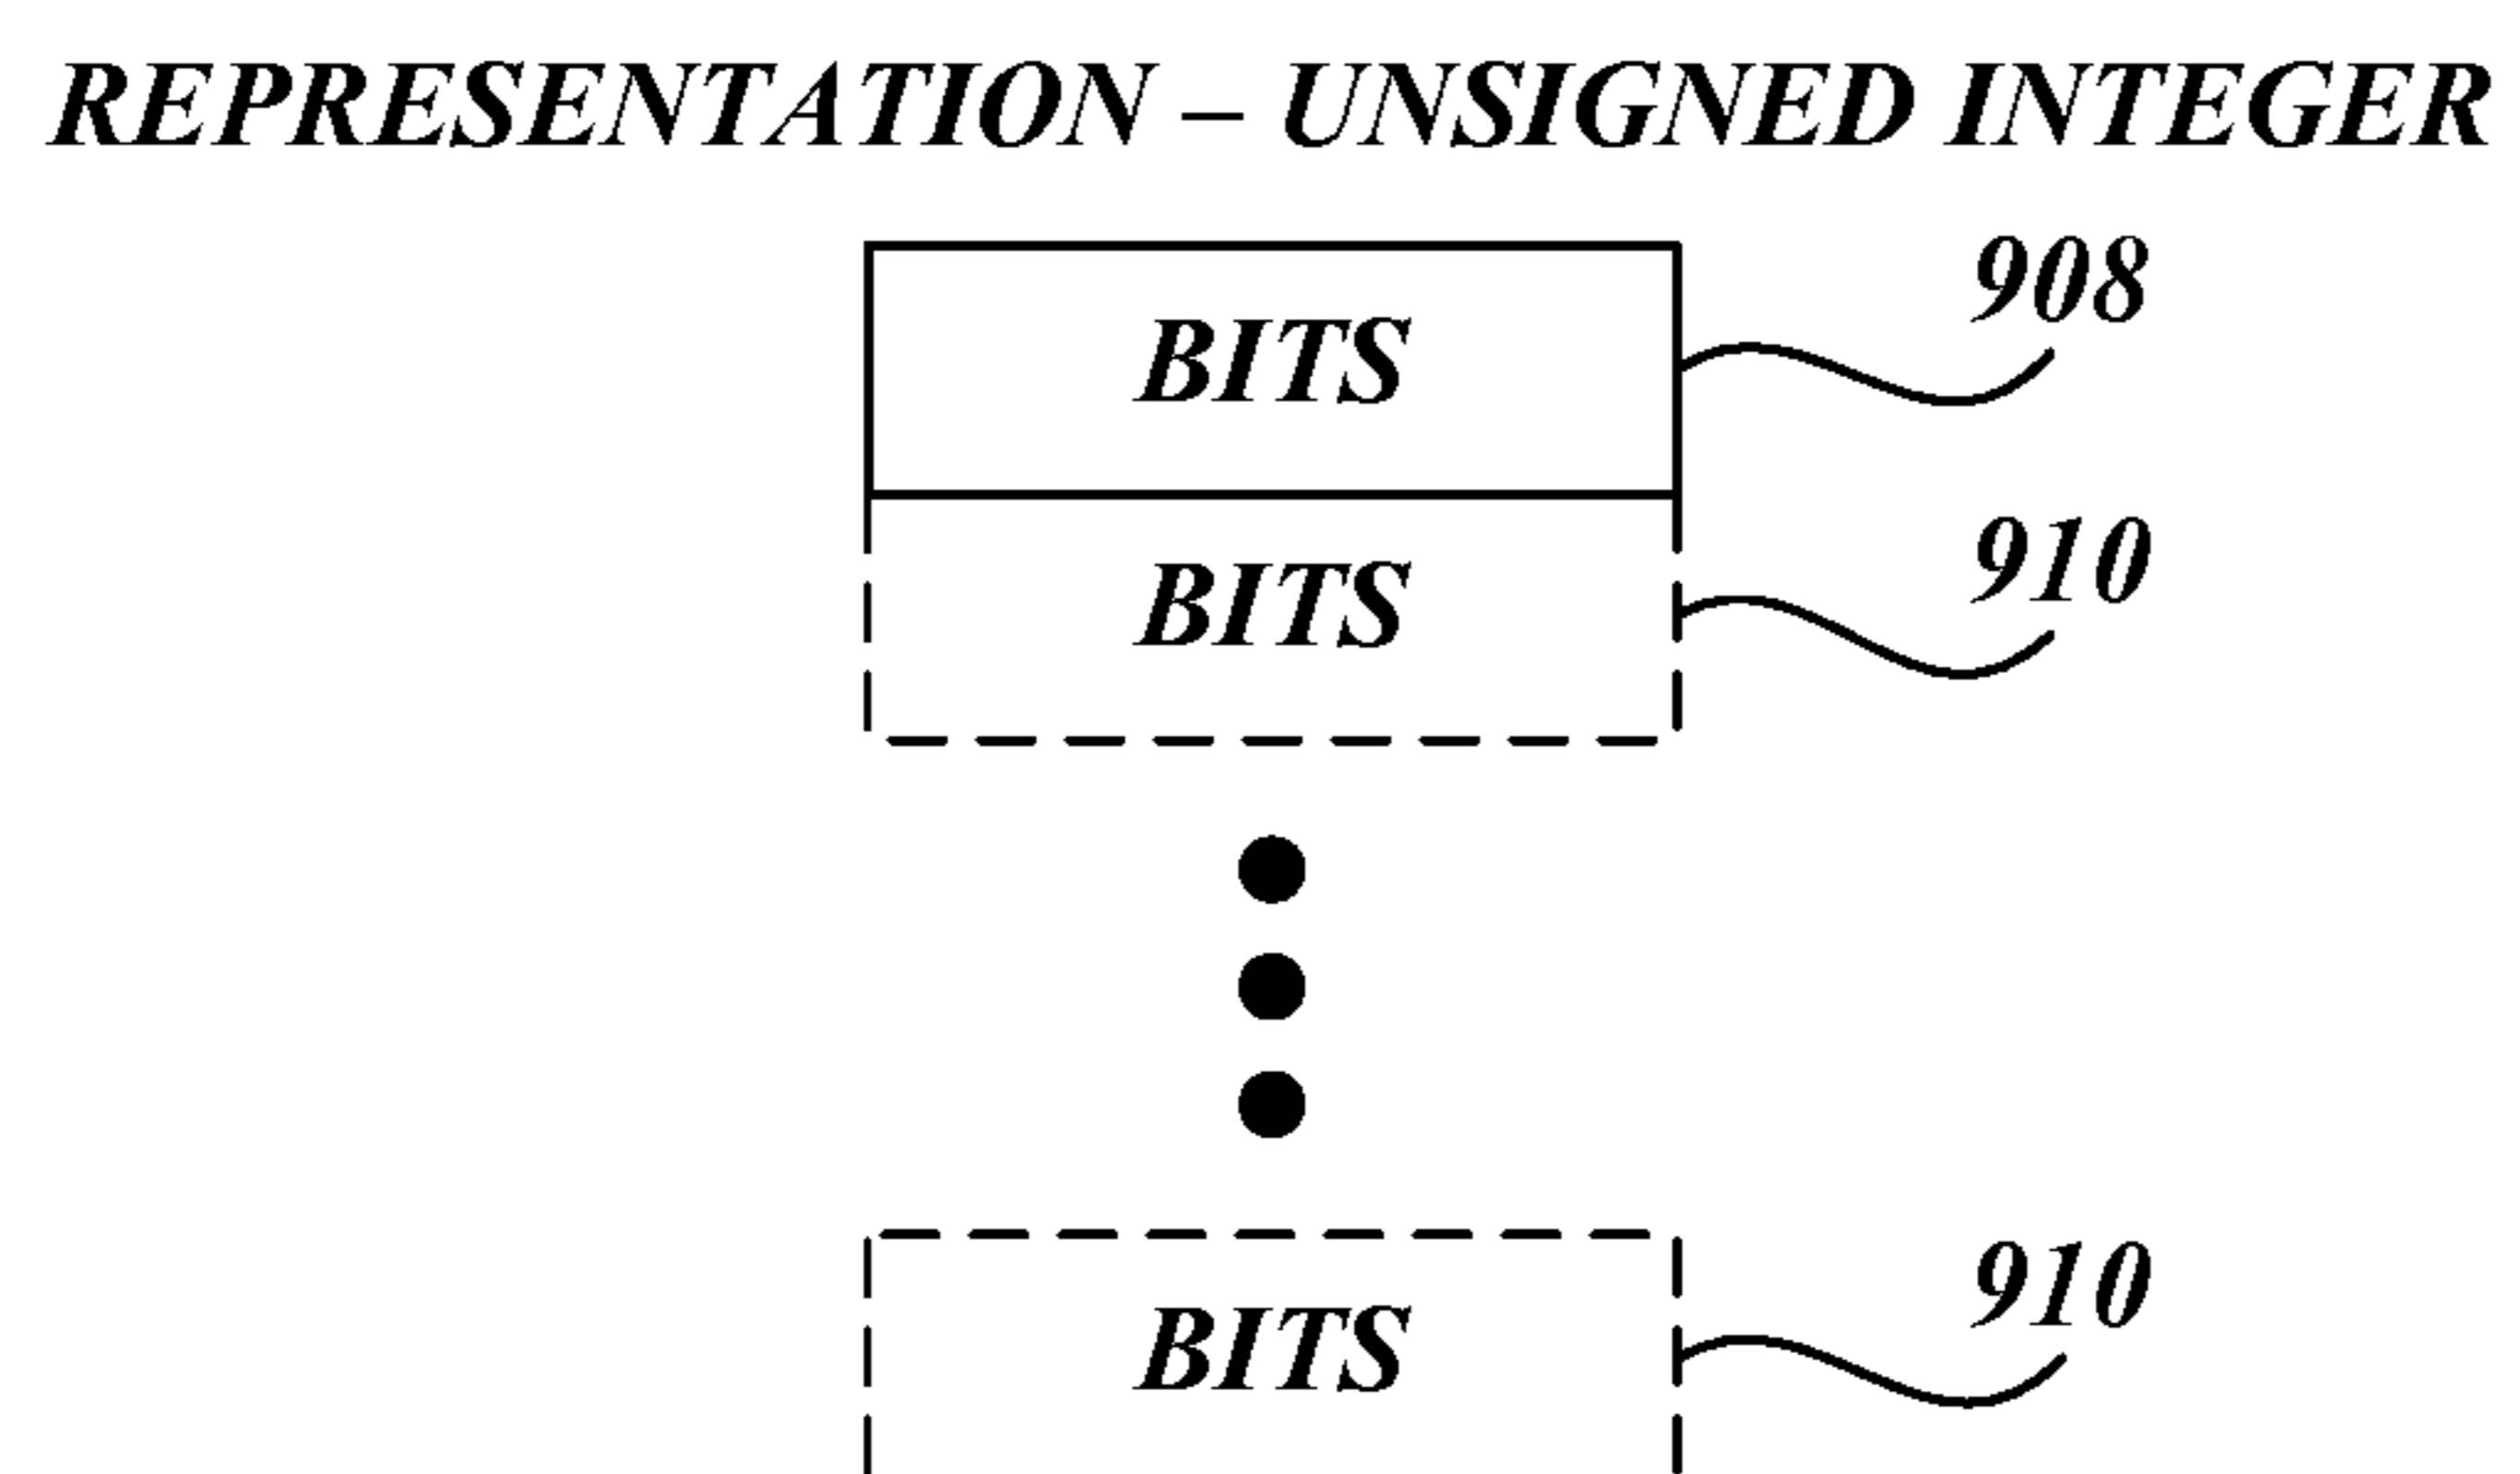 REPRESENTATION – UNSIGNED INTEGER
908
BITS
910
BITS
910
BITS